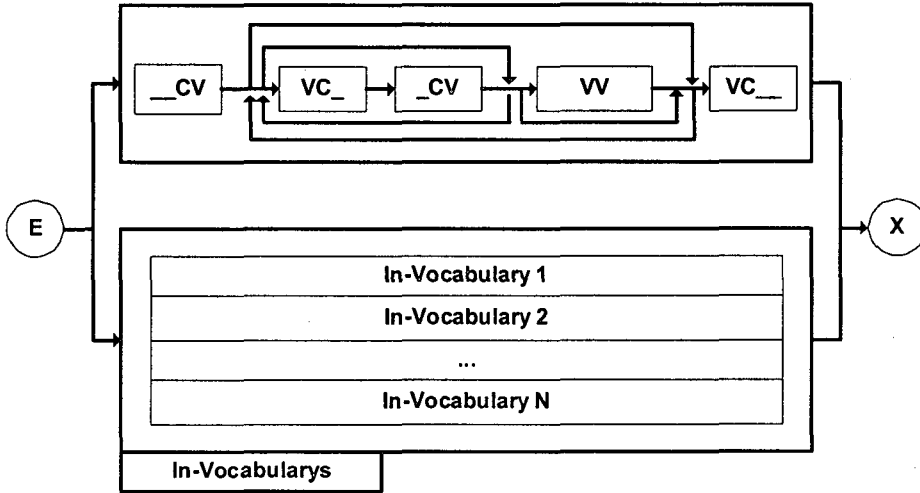 __CV VC_ _CV VV VC__
E X
In-Vocabulary 1
In-Vocabulary 2
...
In-Vocabulary N
In-Vocabularys